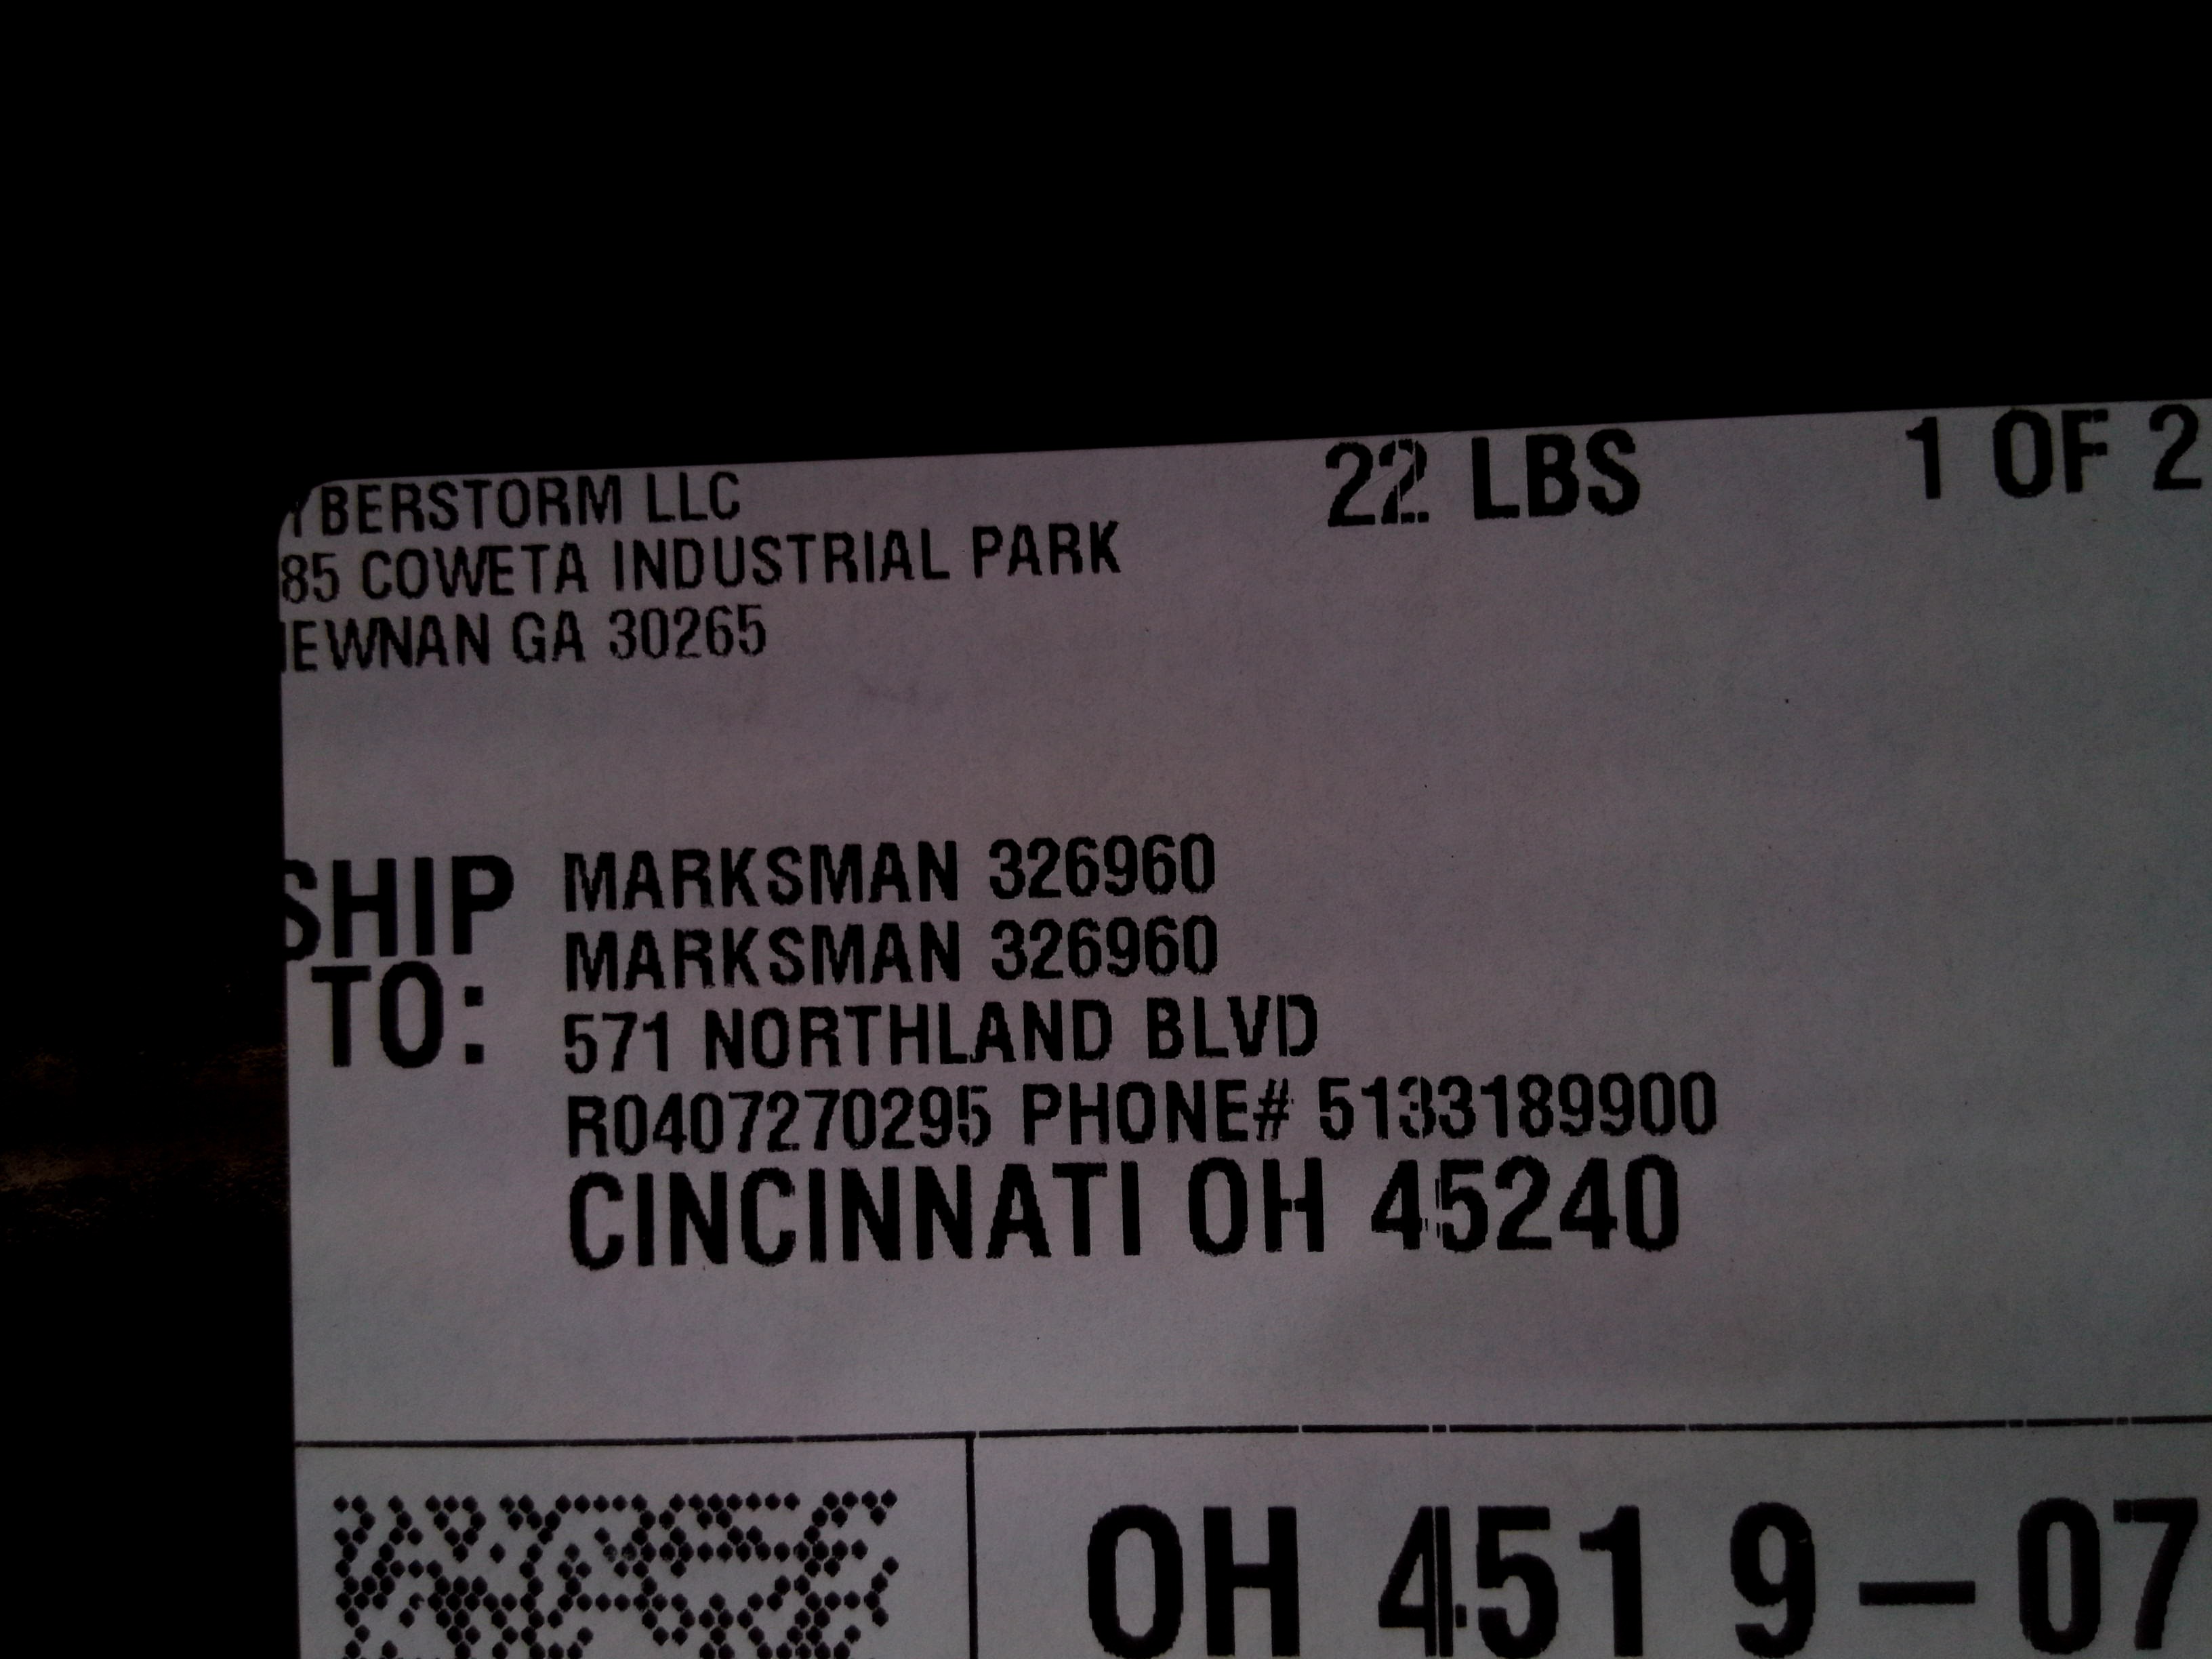 YBERSTORM LLC
22 LBS
1 OF 2
85 COWETA INDUSTRIAL PARK
NEWNAN GA 30265
SHIP
TO:
MARKSMAN 326960
MARKSMAN 326960
571 NORTHLAND BLVD
R0407270295 PHONE# 5133189900
CINCINNATI OH 45240
OH 451 9-07